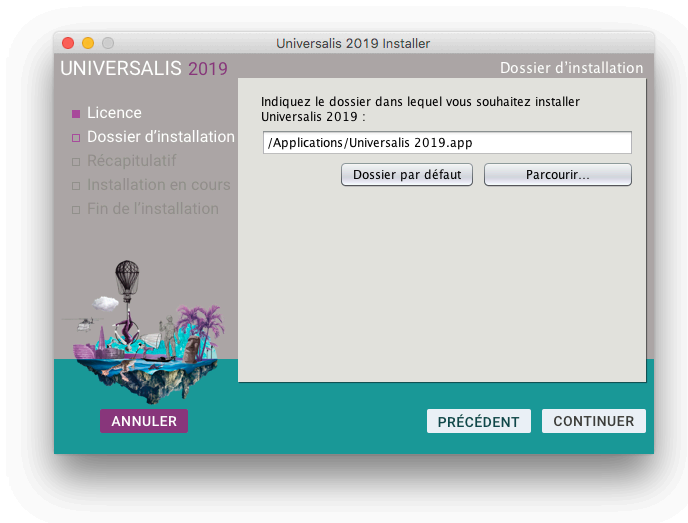 Universalis 2019 Installer
UNIVERSALIS 2019
Dossier d'installation
Licence
Dossier d'installation
Récapitulatif
Installation en cours
Fin de l'installation
Indiquez le dossier dans lequel vous souhaitez installer
Universalis 2019 :
/Applications/Universalis 2019.app
Dossier par défaut
Parcourir...
ANNULER
PRÉCÉDENT
CONTINUER